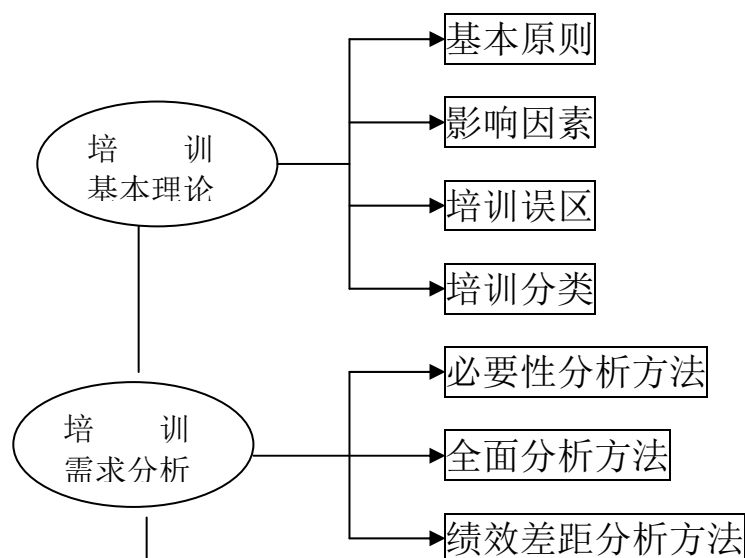 基本原则
影响因素
培 训
基本理论
培训误区
培训分类
必要性分析方法
培 训
需求分析
全面分析方法
绩效差距分析方法